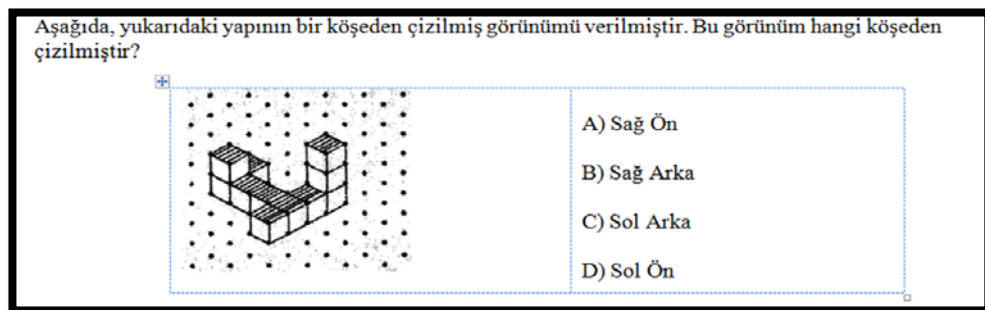 Aşağıda, yukarıdaki yapının bir köşeden çizilmiş görünümü verilmiştir. Bu görünüm hangi köşeden
çizilmiştir?
A) Sağ Ön
B) Sağ Arka
C) Sol Arka
D) Sol Ön